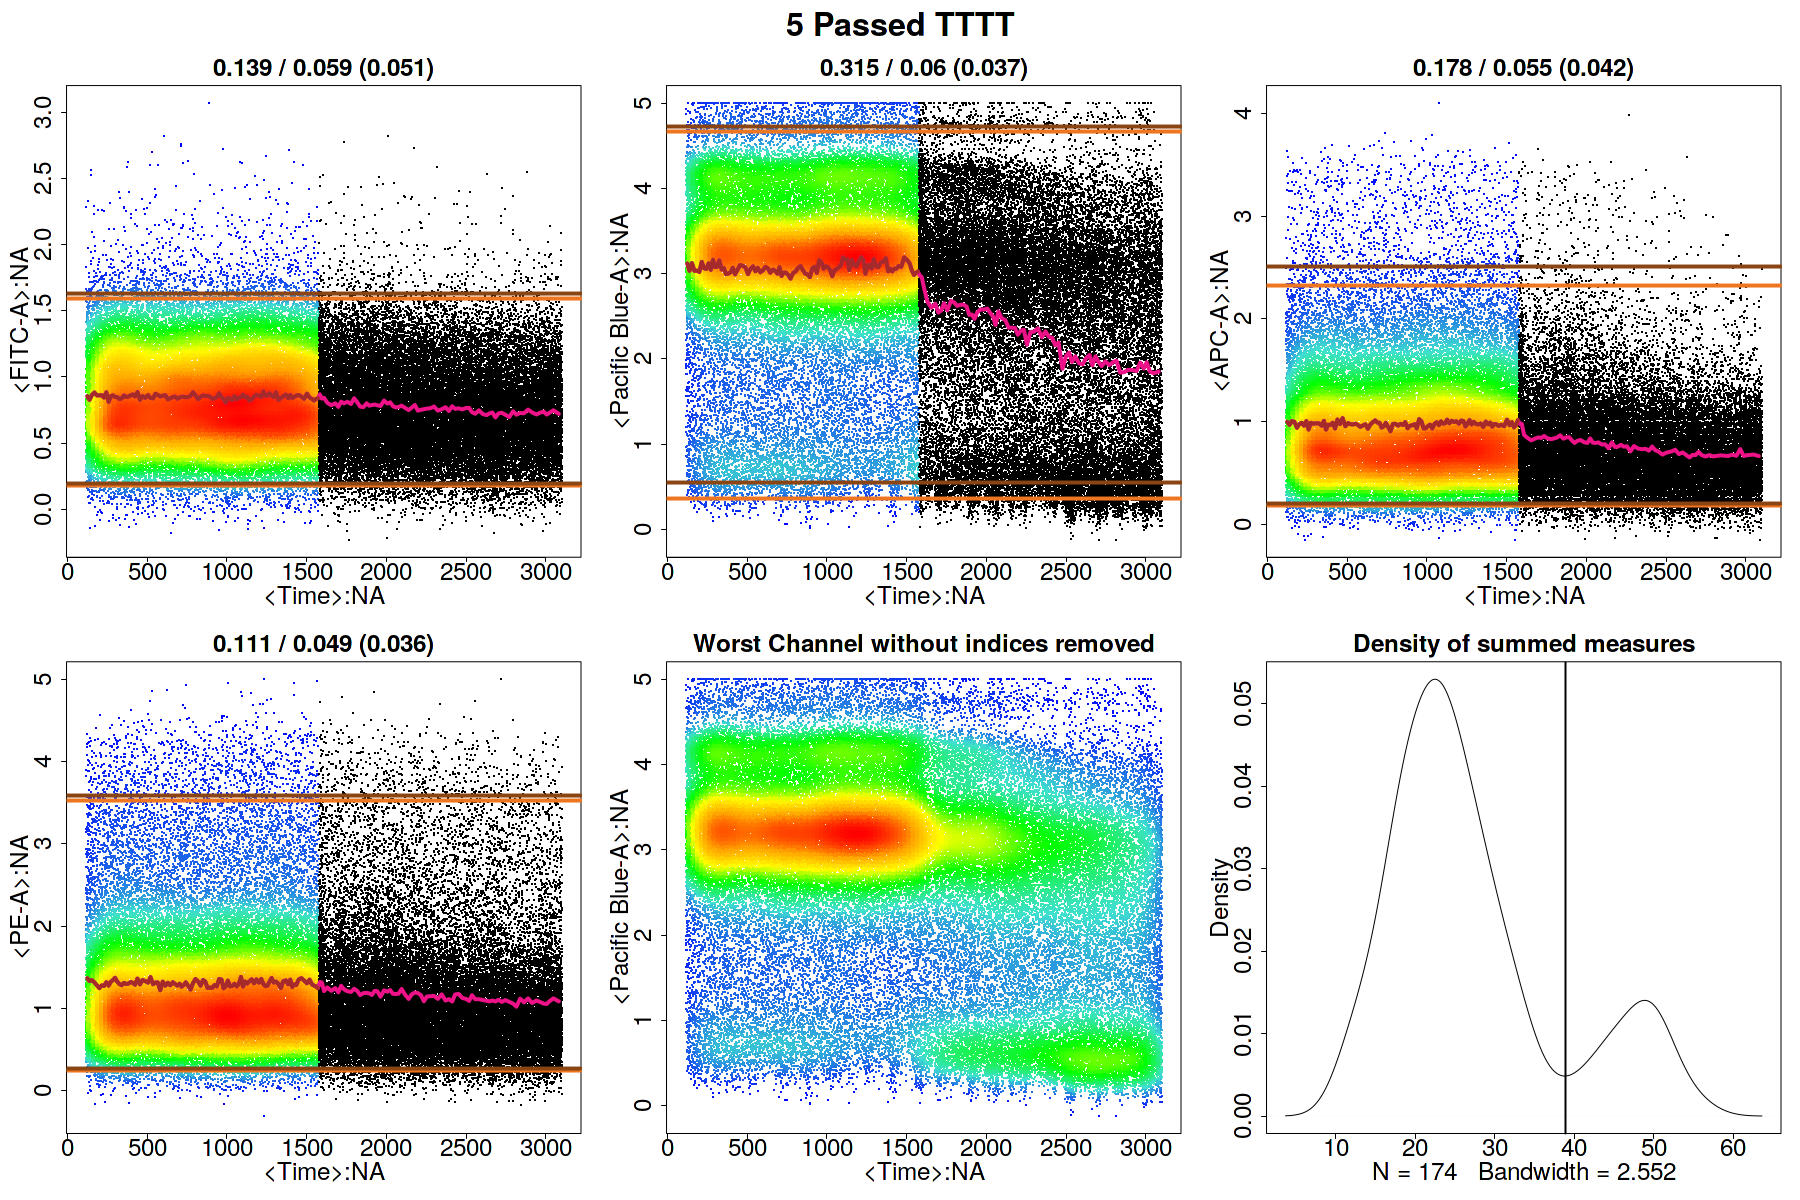 5 Passed TTTT
0.139 / 0.059 (0.051)
<FITC-A>:NA
0.0 0.5 1.0 1.5 2.0 2.5 3.0
0 500 1000 1500 2000 2500 3000
<Time>:NA
0.315 / 0.06 (0.037)
<Pacific Blue-A>:NA
0 1 2 3 4 5
0 500 1000 1500 2000 2500 3000
<Time>:NA
0.178 / 0.055 (0.042)
<APC-A>:NA
0 1 2 3 4
0 500 1000 1500 2000 2500 3000
<Time>:NA
0.111 / 0.049 (0.036)
<PE-A>:NA
0 1 2 3 4 5
0 500 1000 1500 2000 2500 3000
<Time>:NA
Worst Channel without indices removed
<Pacific Blue-A>:NA
0 1 2 3 4 5
0 500 1000 1500 2000 2500 3000
<Time>:NA
Density of summed measures
Density
0.00 0.01 0.02 0.03 0.04 0.05
10 20 30 40 50 60
N = 174 Bandwidth = 2.552